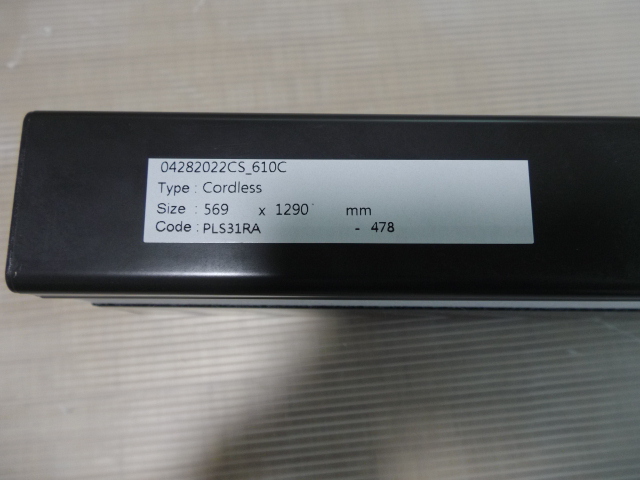 04282022CS_610C
Type : Cordless
Size : 569 x 1290 mm
Code : PLS31RA - 478